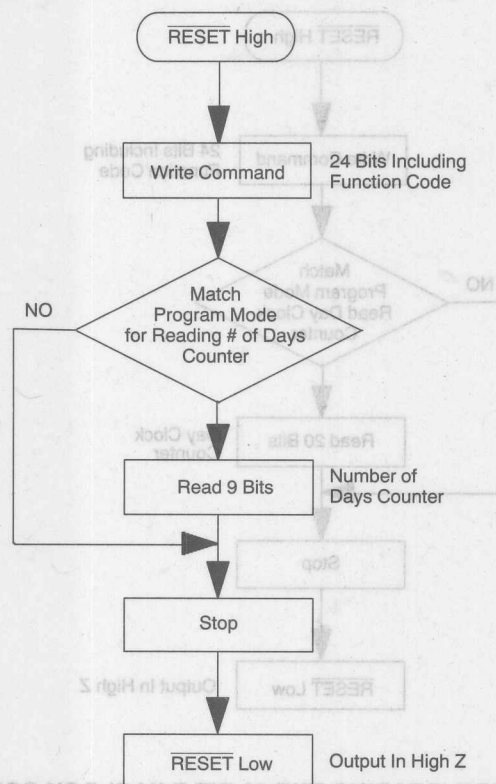 RESET High
Write Command
24 Bits Including
Function Code
Match
Program Mode
for Reading # of Days
Counter
NO
Read 9 Bits
Number of
Days Counter
Stop
RESET Low
Output In High Z